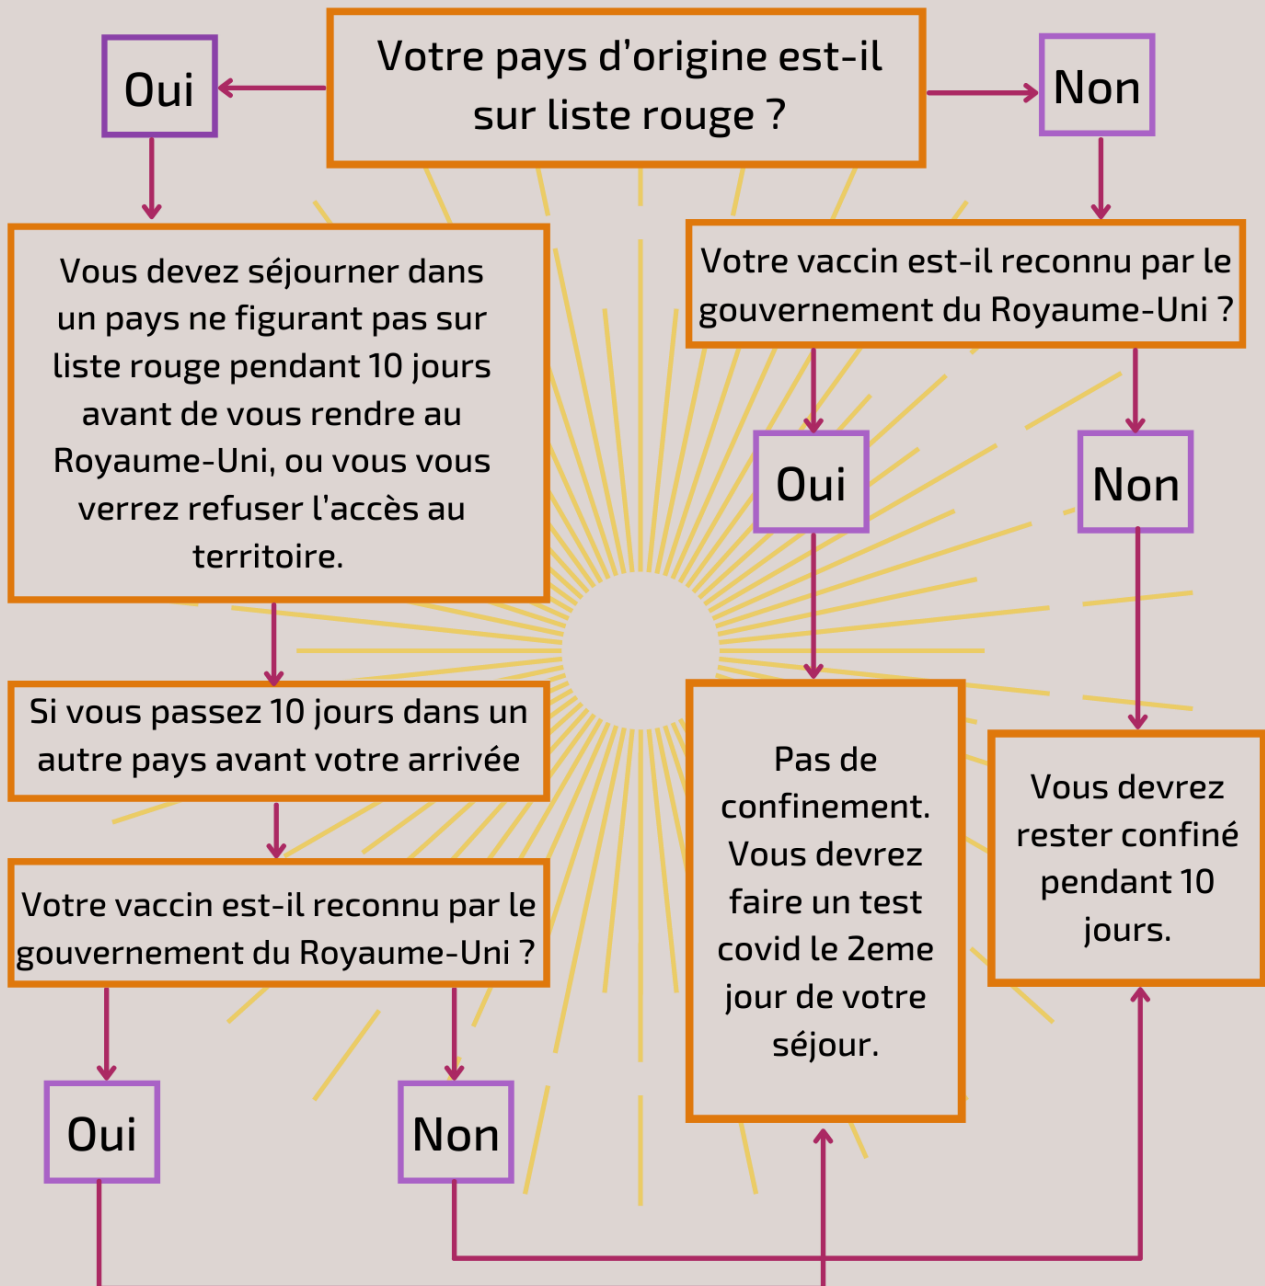 Votre pays d'origine est-il
sur liste rouge ?
Oui
Non
Vous devez séjourner dans
un pays ne figurant pas sur
liste rouge pendant 10 jours
avant de vous rendre au
Royaume-Uni, ou vous vous
verrez refuser l'accès au
territoire.
Votre vaccin est-il reconnu par le
gouvernement du Royaume-Uni ?
Oui
Non
Si vous passez 10 jours dans un
autre pays avant votre arrivée
Votre vaccin est-il reconnu par le
gouvernement du Royaume-Uni ?
Oui
Non
Pas de
confinement.
Vous devrez
faire un test
covid le 2eme
jour de votre
séjour.
Vous devrez
rester confiné
pendant 10
jours.